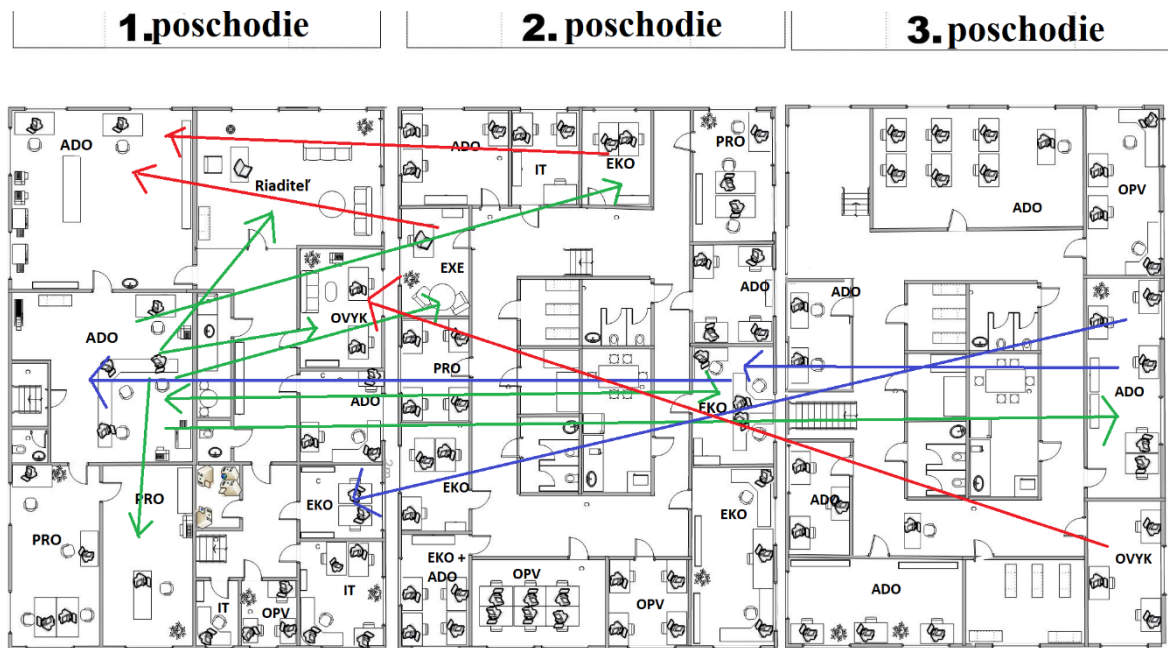 1.poschodie
2. poschodie
3. poschodie
ADO
Riaditeľ
ADO
OVYK
ADO
PRO
PRO
EKO
IT
OPV
IT
ADO
IT
EKO
PRO
EXE
ADO
PRO
EKO
EKO
EKO +
ADO
OPV
OPV
EKO
ADO
OPV
ADO
ADO
ADO
ADO
OVYK